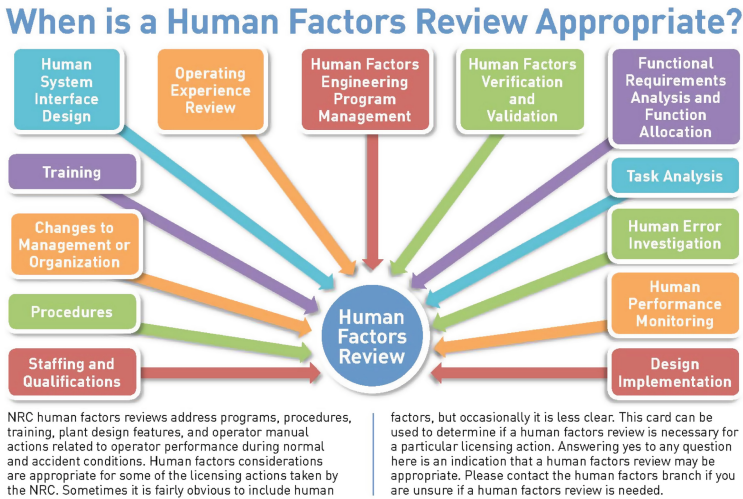 When is a Human Factors Review Appropriate?
Human
System
Interface
Design
Operating
Experience
Review
Human Factors
Engineering
Program
Management
Human Factors
Verification
and
Validation
Functional
Requirements
Analysis and
Function
Allocation
Training
Task Analysis
Changes to
Management or
Organization
Human Error
Investigation
Procedures
Human
Performance
Monitoring
Staffing and
Qualifications
Design
Implementation
Human
Factors
Review
NRC human factors reviews address programs, procedures,
training, plant design features, and operator manual
actions related to operator performance during normal
and accident conditions. Human factors considerations
are appropriate for some of the licensing actions taken by
the NRC. Sometimes it is fairly obvious to include human
factors, but occasionally it is less clear. This card can be
used to determine if a human factors review is necessary for
a particular licensing action. Answering yes to any question
here is an indication that a human factors review may be
appropriate. Please contact the human factors branch if you
are unsure if a human factors review is needed.